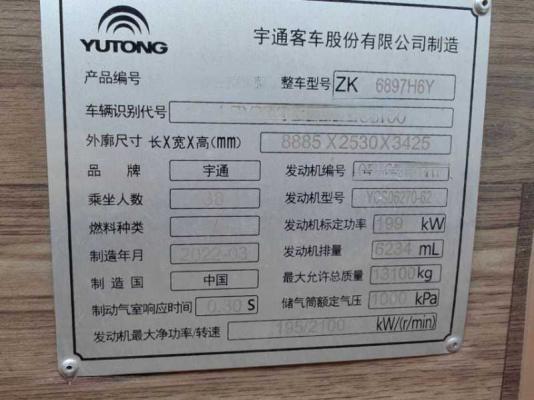 YUTONG
宇通客车股份有限公司制造
产品编号 整车型号 ZK 6897H6Y
车辆识别代号
外廓尺寸 长X宽X高(mm) 8885X2530X3425
品牌 宇通 发动机编号
乘坐人数 38 发动机型号 YCS06270-62
燃料种类 / 发动机标定功率 199 kW
制造年月 2022-03 发动机排量 6234 mL
制造国 中国 最大允许总质量 13100 kg
制动气室响应时间 0.30 S 储气筒额定气压 1000 kPa
发动机最大净功率/转速 195/2100 kW/(r/min)